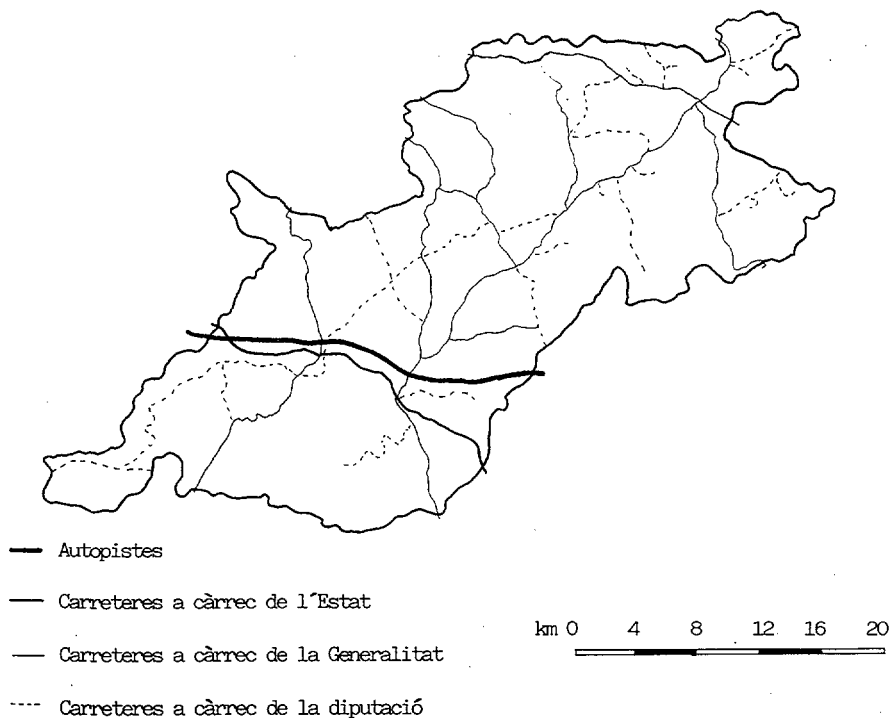 Autopistes
Carreteres a càrrec de l´Estat
km 0 4 8 12 16 20
Carreteres a càrrec de la Generalitat
Carreteres a càrrec de la diputació